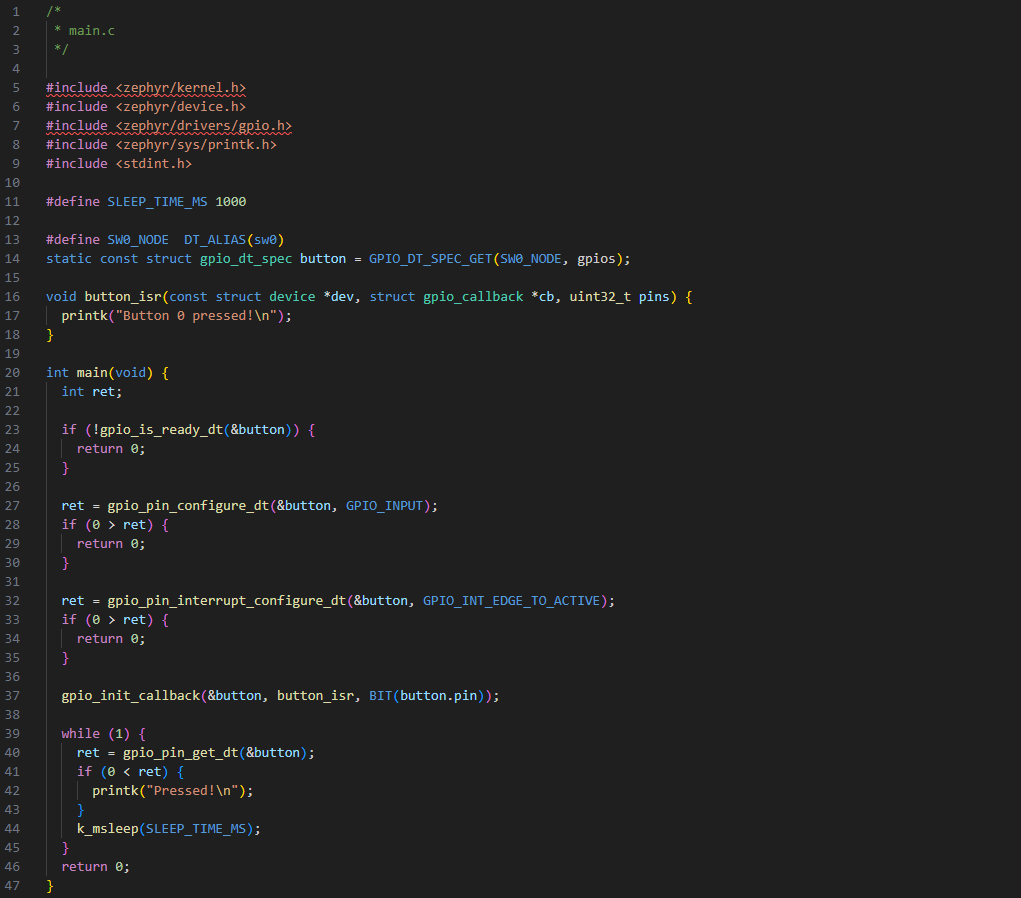 1 /*
2  * main.c
3  */
4
5 #include <zephyr/kernel.h>
6 #include <zephyr/device.h>
7 #include <zephyr/drivers/gpio.h>
8 #include <zephyr/sys/printk.h>
9 #include <stdint.h>
10
11 #define SLEEP_TIME_MS 1000
12
13 #define SW0_NODE  DT_ALIAS(sw0)
14 static const struct gpio_dt_spec button = GPIO_DT_SPEC_GET(SW0_NODE, gpios);
15
16 void button_isr(const struct device *dev, struct gpio_callback *cb, uint32_t pins) {
17   printk("Button 0 pressed!\n");
18 }
19
20 int main(void) {
21   int ret;
22
23   if (!gpio_is_ready_dt(&button)) {
24     return 0;
25   }
26
27   ret = gpio_pin_configure_dt(&button, GPIO_INPUT);
28   if (0 > ret) {
29     return 0;
30   }
31
32   ret = gpio_pin_interrupt_configure_dt(&button, GPIO_INT_EDGE_TO_ACTIVE);
33   if (0 > ret) {
34     return 0;
35   }
36
37   gpio_init_callback(&button, button_isr, BIT(button.pin));
38
39   while (1) {
40     ret = gpio_pin_get_dt(&button);
41     if (0 < ret) {
42       printk("Pressed!\n");
43     }
44     k_msleep(SLEEP_TIME_MS);
45   }
46   return 0;
47 }